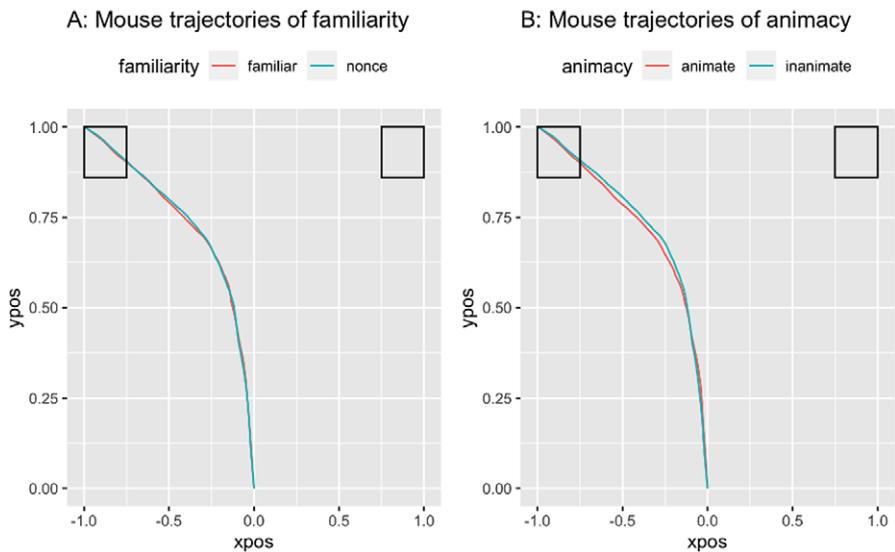 A: Mouse trajectories of familiarity
familiarity familiar nonce
1.00
0.75
0.50
0.25
0.00
ypos
-1.0 -0.5 0.0 0.5 1.0
xpos
B: Mouse trajectories of animacy
animacy animate inanimate
1.00
0.75
0.50
0.25
0.00
ypos
-1.0 -0.5 0.0 0.5 1.0
xpos